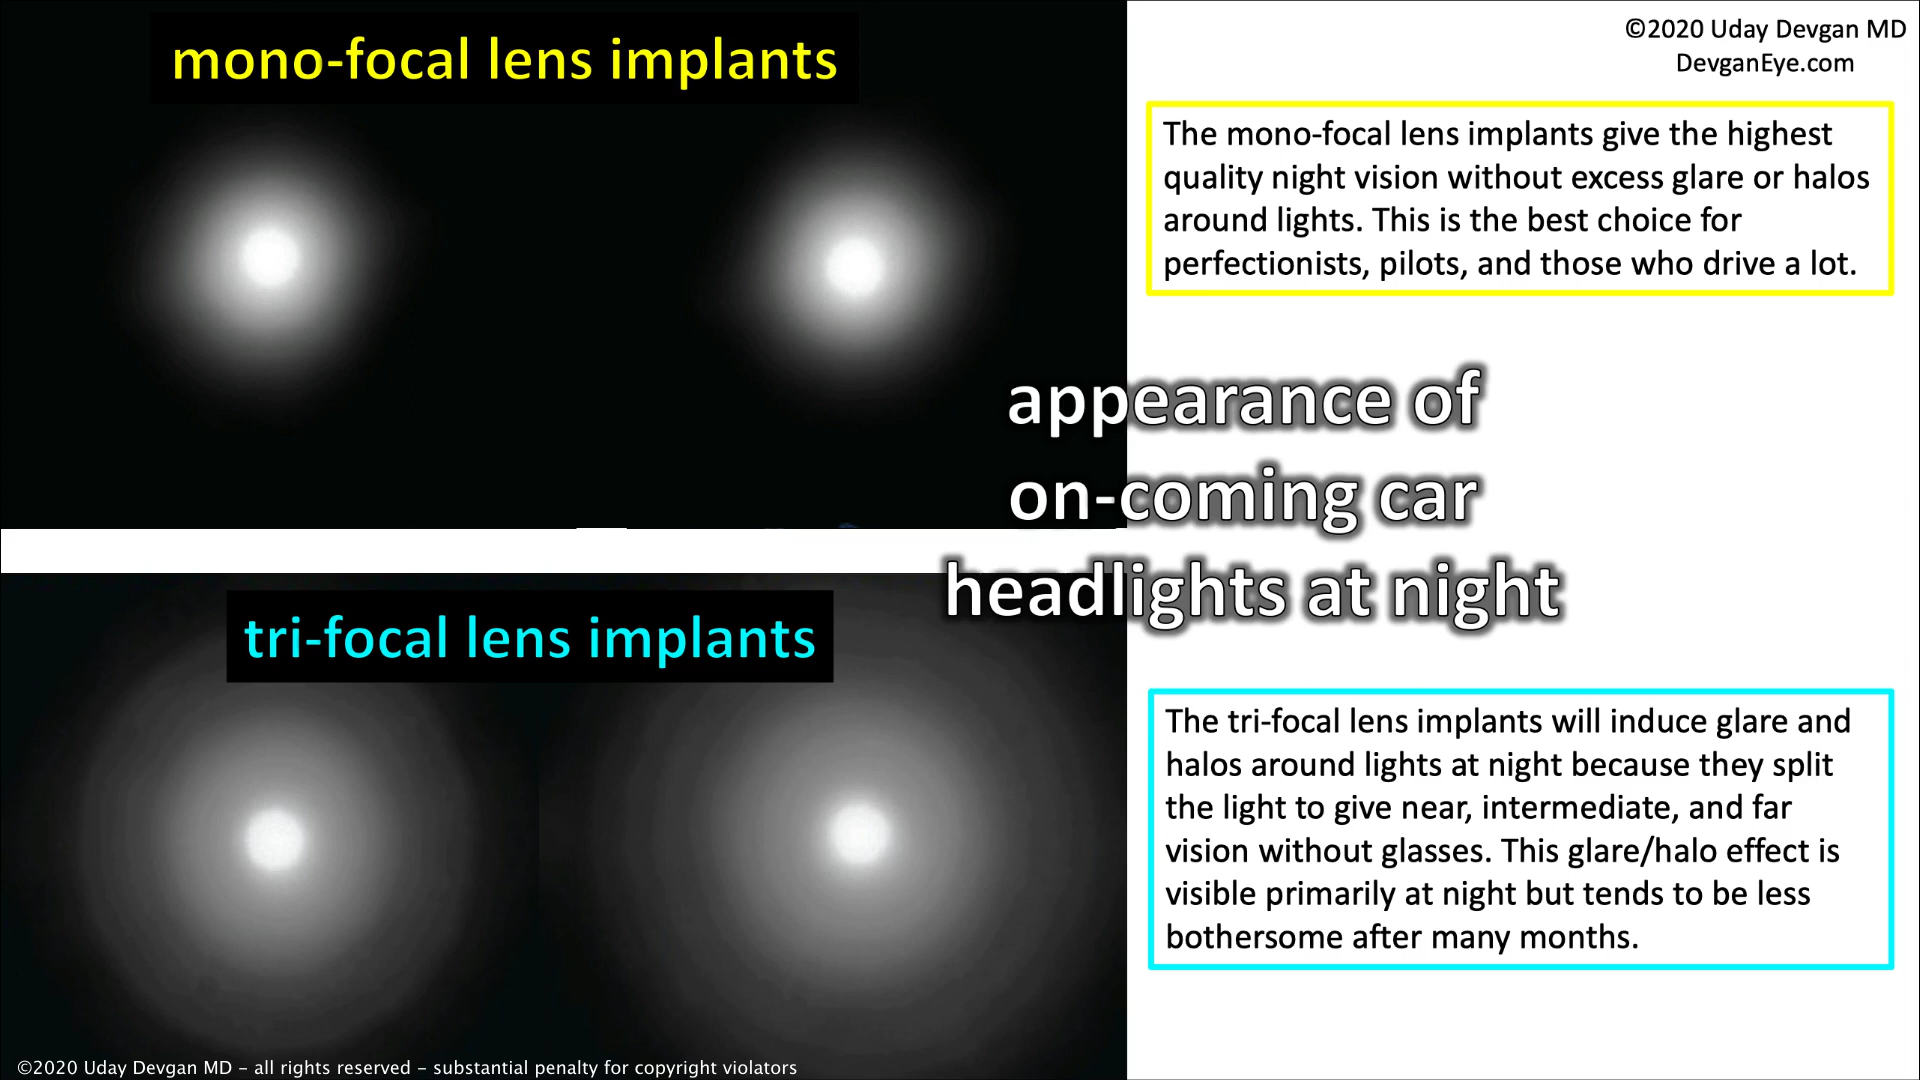 mono-focal lens implants
©2020 Uday Devgan MD
DevganEye.com
The mono-focal lens implants give the highest
quality night vision without excess glare or halos
around lights. This is the best choice for
perfectionists, pilots, and those who drive a lot.
appearance of
on-coming car
headlights at night
tri-focal lens implants
The tri-focal lens implants will induce glare and
halos around lights at night because they split
the light to give near, intermediate, and far
vision without glasses. This glare/halo effect is
visible primarily at night but tends to be less
bothersome after many months.
©2020 Uday Devgan MD – all rights reserved – substantial penalty for copyright violators